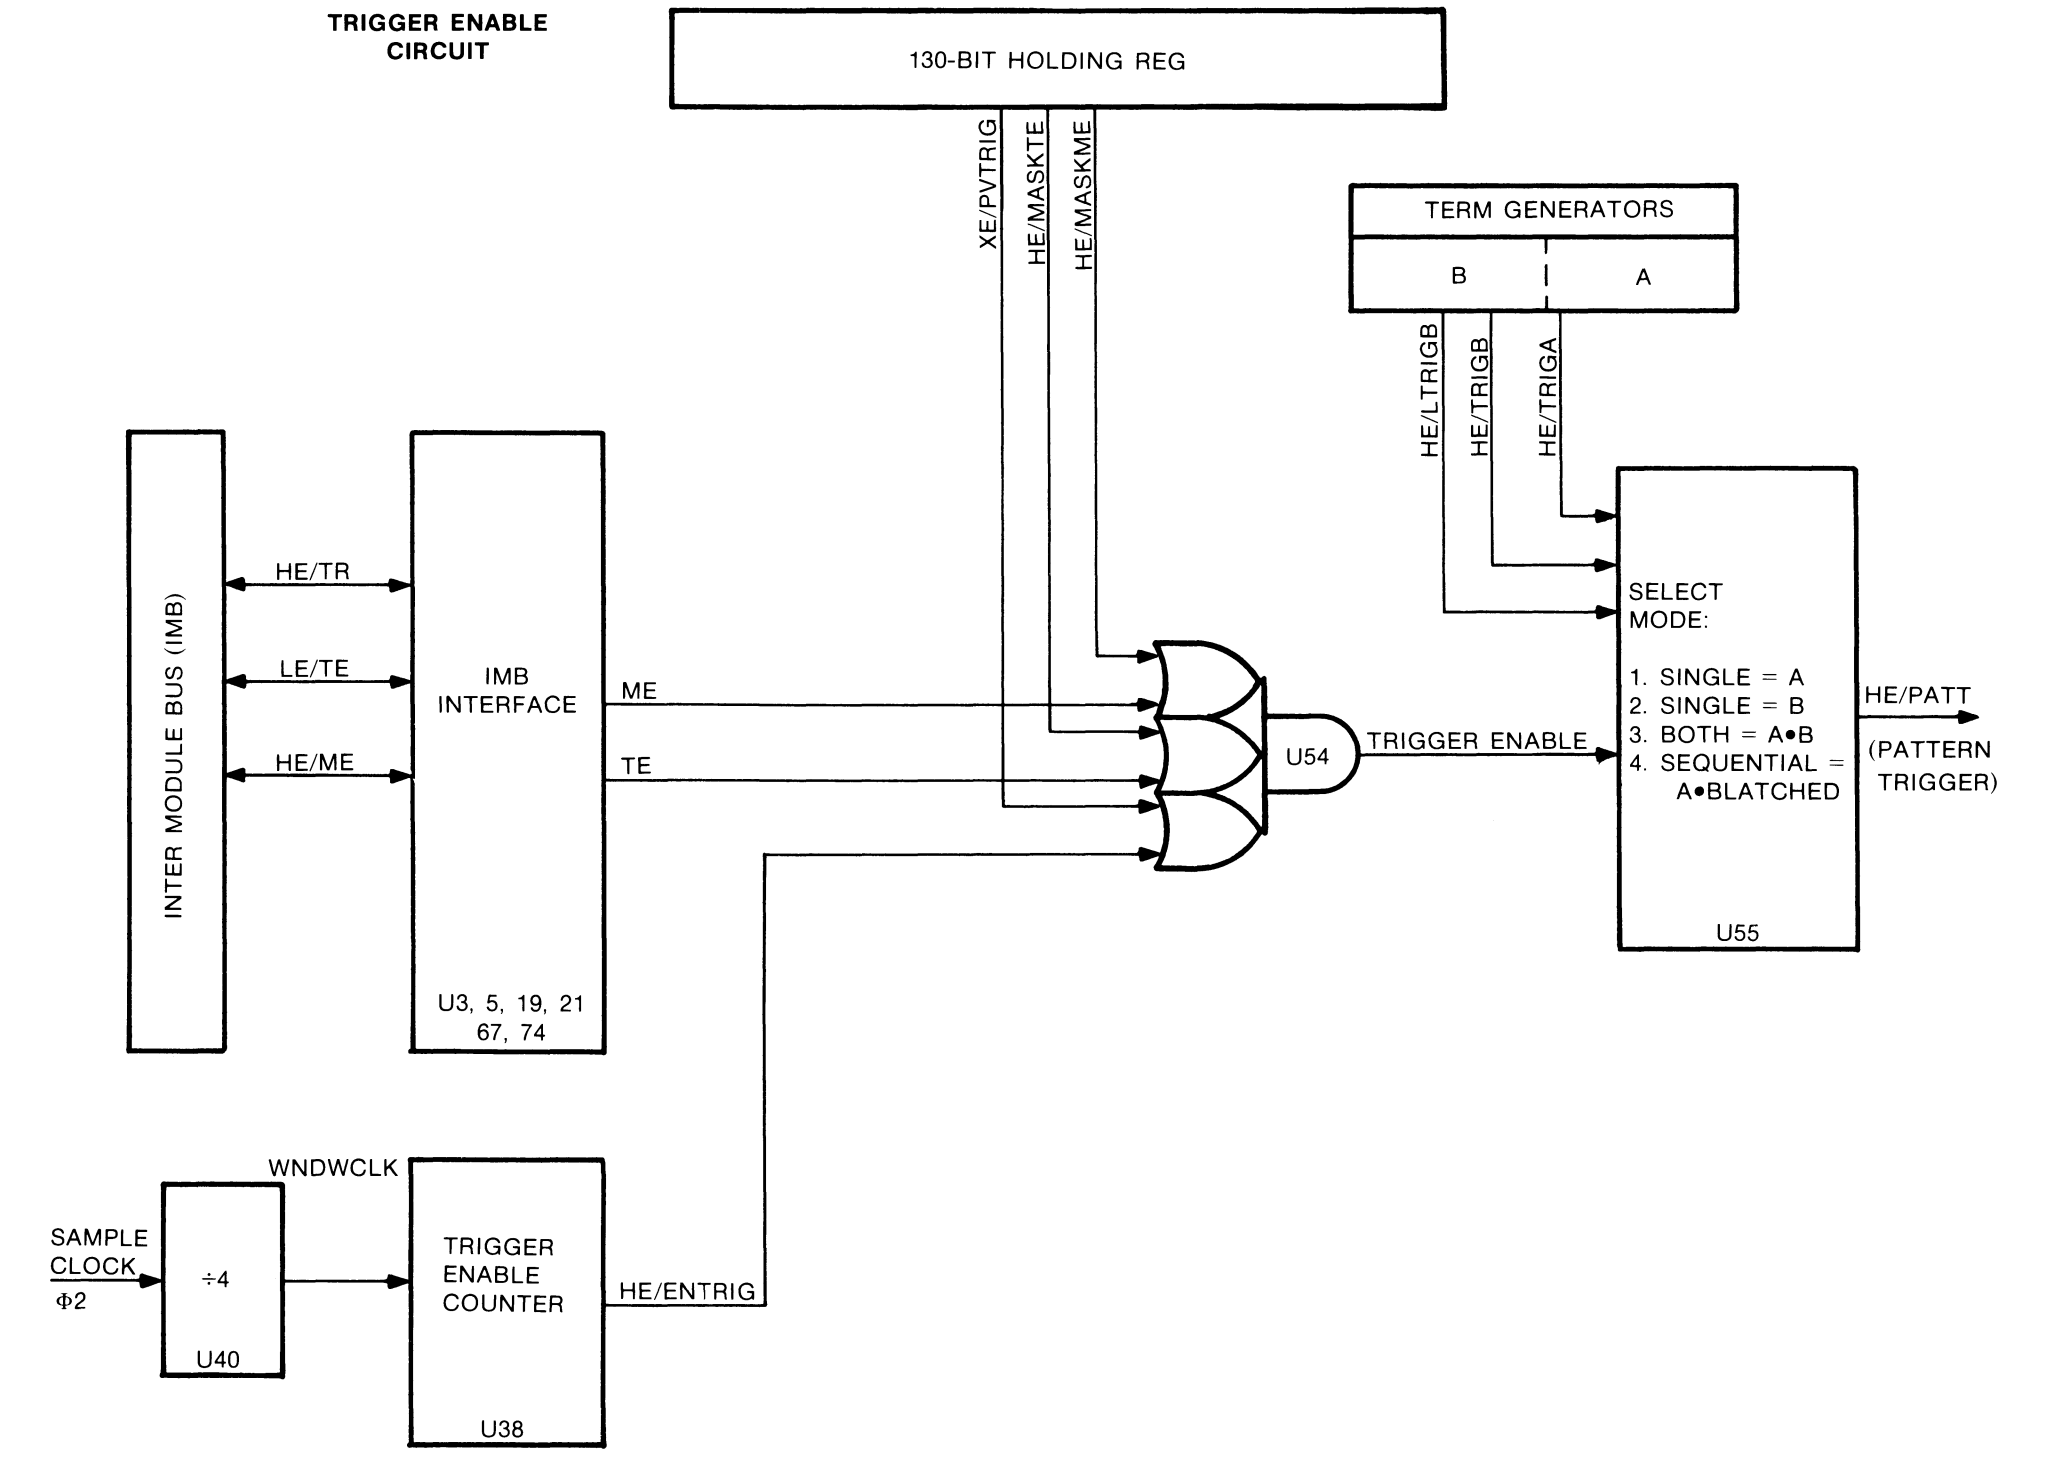 TRIGGER ENABLE
CIRCUIT
130-BIT HOLDING REG
XE/PVTRIG
HE/MASKTE
HE/MASKME
TERM GENERATORS
B
A
HE/LTRIGB
HE/TRIGB
HE/TRIGA
INTER MODULE BUS (IMB)
HE/TR
LE/TE
HE/ME
IMB
INTERFACE
U3, 5, 19, 21
67, 74
ME
TE
U54
TRIGGER ENABLE
SELECT
MODE:
1. SINGLE = A
2. SINGLE = B
3. BOTH = A•B
4. SEQUENTIAL =
A•BLATCHED
U55
HE/PATT
(PATTERN
TRIGGER)
SAMPLE
CLOCK
Φ2
÷4
U40
WNDWCLK
TRIGGER
ENABLE
COUNTER
U38
HE/ENTRIG